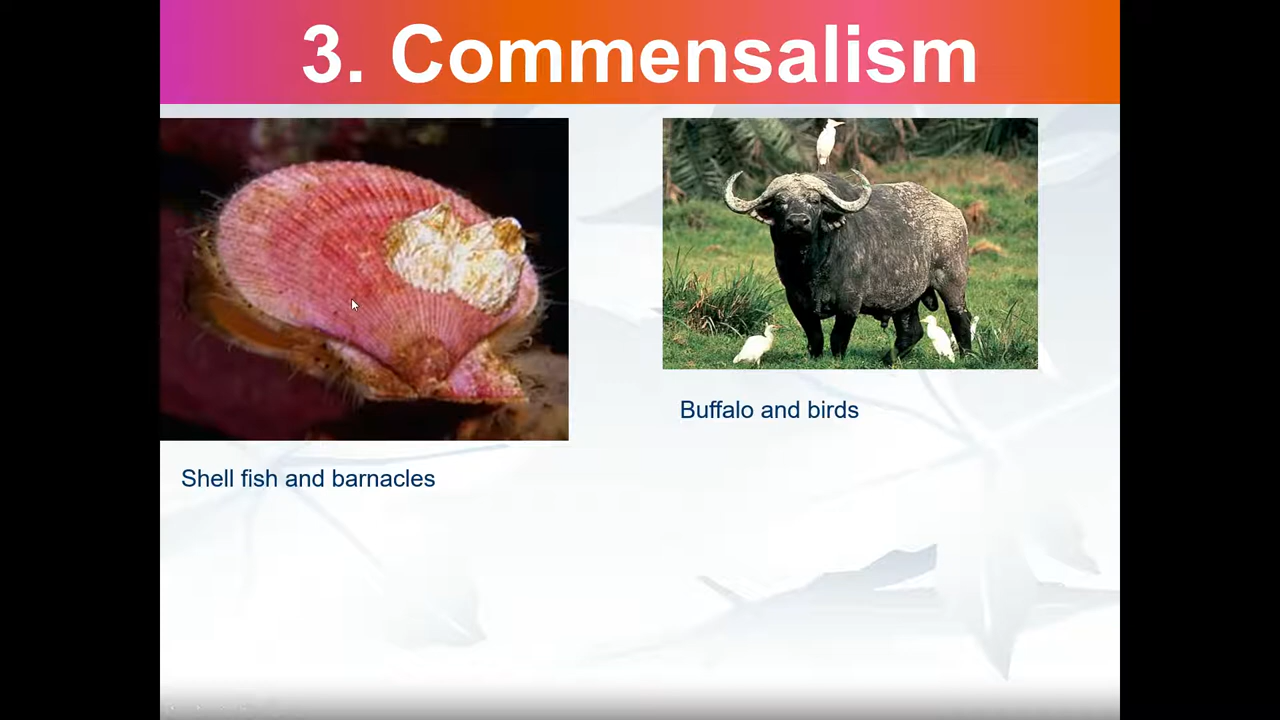 3. Commensalism
Buffalo and birds
Shell fish and barnacles